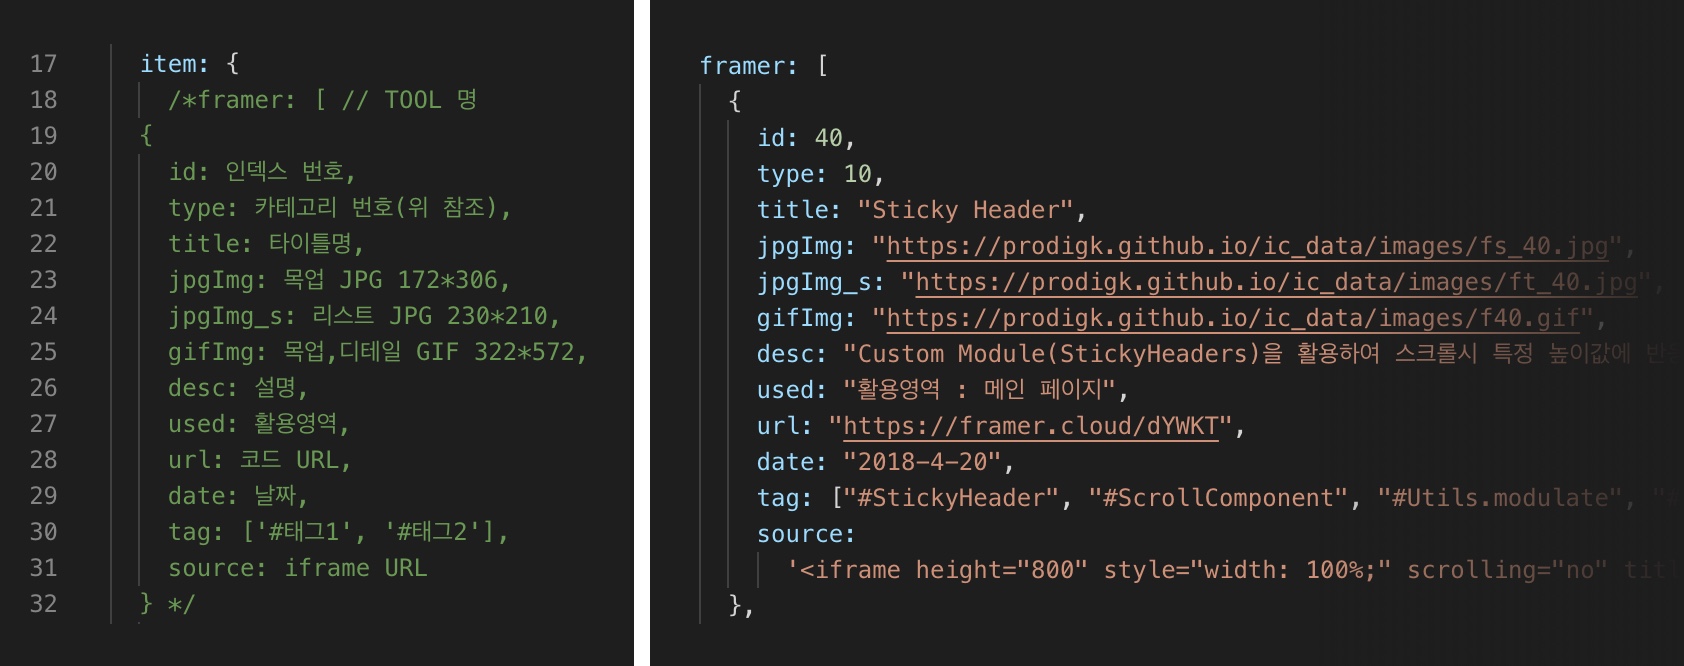 17 item: {
18 /*framer: [ // TOOL 명
19 {
20 id: 인덱스 번호,
21 type: 카테고리 번호(위 참조),
22 title: 타이틀명,
23 jpgImg: 목업 JPG 172*306,
24 jpgImg_s: 리스트 JPG 230*210,
25 gifImg: 목업,디테일 GIF 322*572,
26 desc: 설명,
27 used: 활용영역,
28 url: 코드 URL,
29 date: 날짜,
30 tag: ['#태그1', '#태그2'],
31 source: iframe URL
32 } */
framer: [
{
id: 40,
type: 10,
title: "Sticky Header",
jpgImg: "https://prodigk.github.io/ic_data/images/fs_40.jpg",
jpgImg_s: "https://prodigk.github.io/ic_data/images/ft_40.jpg",
gifImg: "https://prodigk.github.io/ic_data/images/f40.gif",
desc: "Custom Module(StickyHeaders)을 활용하여 스크롤시 특정 높이값에
used: "활용영역 : 메인 페이지",
url: "https://framer.cloud/dYWKT",
date: "2018-4-20",
tag: ["#StickyHeader", "#ScrollComponent", "#Utils.modulate", "#
source:
'<iframe height="800" style="width: 100%;" scrolling="no"
},